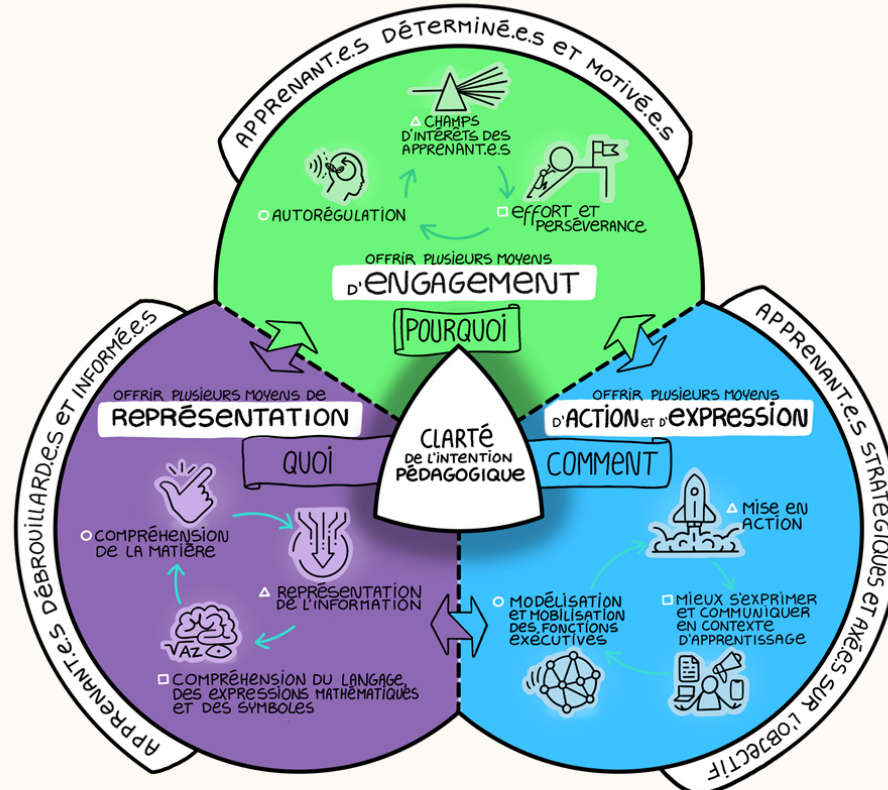 APPRENANT.E.S DÉTERMINÉ.E.S ET MOTIVÉ.E.S
CHAMPS
D'INTÉRÊTS DES
APPRENANT.E.S
AUTORÉGULATION
EFFORT ET
PERSÉVERANCE
OFFRIR PLUSIEURS MOYENS
D'ENGAGEMENT
POURQUOI
APPRENANT.E.S DÉBROUILLARD.E.S ET INFORMÉ.E.S
OFFRIR PLUSIEURS MOYENS DE
REPRÉSENTATION
QUOI
COMPRÉHENSION
DE LA MATIÈRE
REPRÉSENTATION
DE L'INFORMATION
VAZ
COMPRÉHENSION DU LANGAGE,
DES EXPRESSIONS MATHÉMATIQUES
ET DES SYMBOLES
CLARTÉ
DE L'INTENTION
PÉDAGOGIQUE
APPRENANT.E.S STRATÉGIQUES ET AXÉ.E.S SUR L'OBJECTIF
OFFRIR PLUSIEURS MOYENS
D'ACTION ET D'EXPRESSION
COMMENT
MISE EN
ACTION
MODÉLISATION
ET MOBILISATION
DES FONCTIONS
EXÉCUTIVES
MIEUX S'EXPRIMER
ET COMMUNIQUER
EN CONTEXTE
D'APPRENTISSAGE